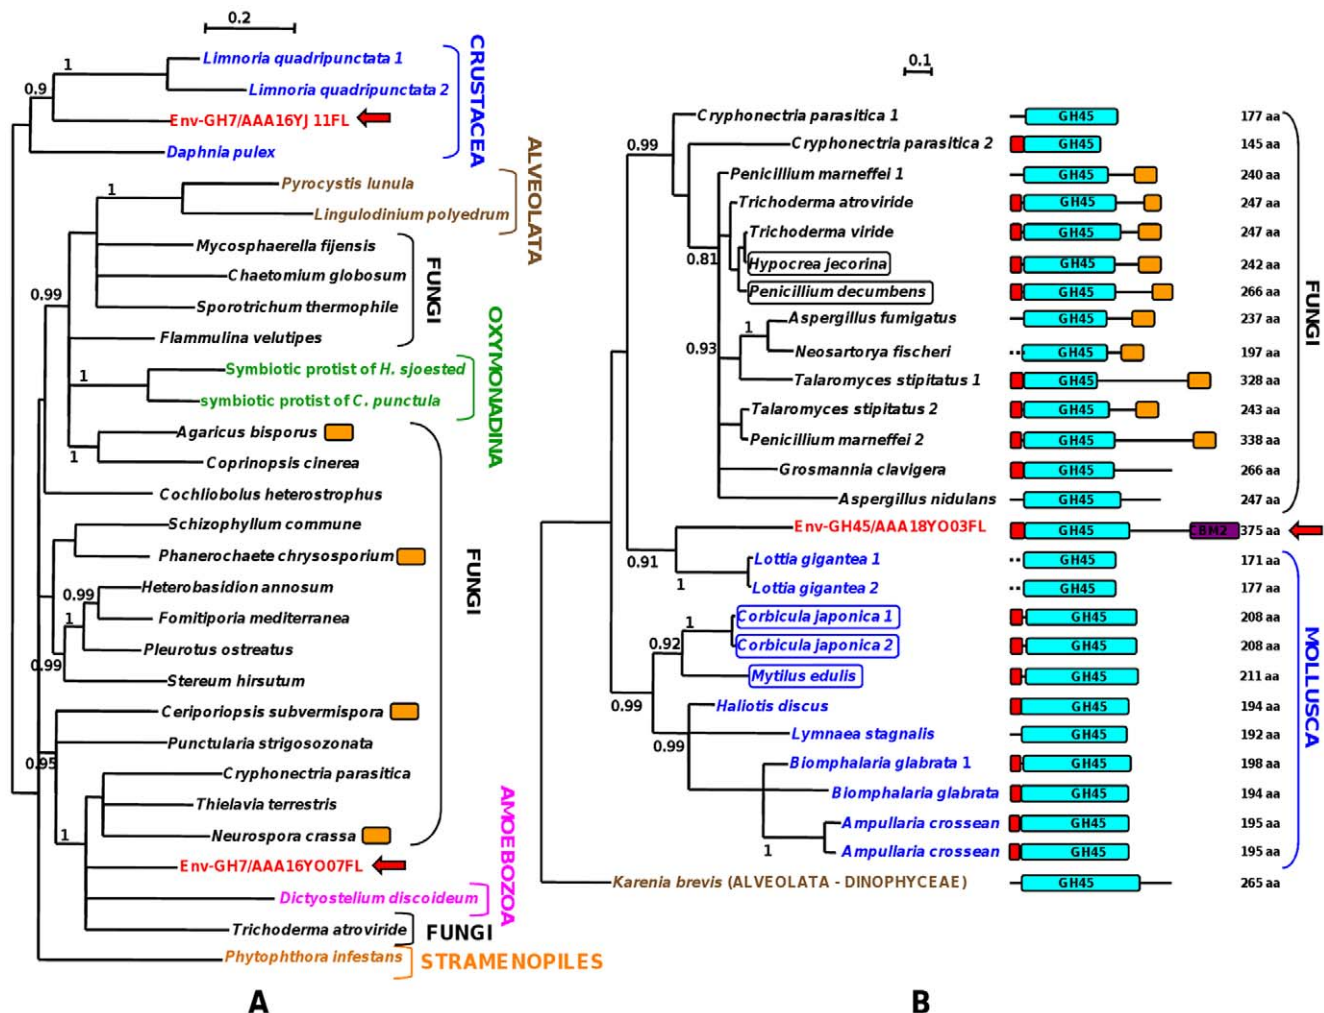 0.2
1
Limnoria quadripunctata 1
0.9
Limnoria quadripunctata 2
Env-GH7/AAA16YJ 11FL
Daphnia pulex
CRUSTACEA
1
Pyrocystis lunula
Lingulodinium polyedrum
ALVEOLATA
Mycosphaerella fijensis
Chaetomium globosum
0.99
Sporotrichum thermophile
Flammulina velutipes
FUNGI
1
Symbiotic protist of H. sjoested
symbiotic protist of C. punctula
OXYMONADINA
Agaricus bisporus
1
Coprinopsis cinerea
Cochliobolus heterostrophus
Schizophyllum commune
Phanerochaete chrysosporium
Heterobasidion annosum
0.99
Fomitiporia mediterranea
1
Pleurotus ostreatus
0.99
Stereum hirsutum
Ceriporiopsis subvermispora
Punctularia strigosozonata
0.95
Cryphonectria parasitica
Thielavia terrestris
1
Neurospora crassa
FUNGI
Env-GH7/AAA16YO07FL
Dictyostelium discoideum
AMOEBOZOA
Trichoderma atroviride
FUNGI
Phytophthora infestans
STRAMENOPILES
A
0.1
Cryphonectria parasitica 1 GH45 177 aa
0.99
Cryphonectria parasitica 2 GH45 145 aa
Penicillium marneffei 1 GH45 240 aa
Trichoderma atroviride GH45 247 aa
Trichoderma viride GH45 247 aa
0.81
Hypocrea jecorina GH45 242 aa
Penicillium decumbens GH45 266 aa
Aspergillus fumigatus GH45 237 aa
1
0.93
Neosartorya fischeri GH45 197 aa
Talaromyces stipitatus 1 GH45 328 aa
Talaromyces stipitatus 2 GH45 243 aa
Penicillium marneffei 2 GH45 338 aa
Grosmannia clavigera GH45 266 aa
Aspergillus nidulans GH45 247 aa
FUNGI
Env-GH45/AAA18YO03FL GH45 CBM2 375 aa
0.91
Lottia gigantea 1 GH45 171 aa
1
Lottia gigantea 2 GH45 177 aa
1
Corbicula japonica 1 GH45 208 aa
0.92
Corbicula japonica 2 GH45 208 aa
Mytilus edulis GH45 211 aa
0.99
Haliotis discus GH45 194 aa
0.99
Lymnaea stagnalis GH45 192 aa
Biomphalaria glabrata 1 GH45 198 aa
Biomphalaria glabrata GH45 194 aa
Ampullaria crossean GH45 195 aa
1
Ampullaria crossean GH45 195 aa
MOLLUSCA
Karenia brevis (ALVEOLATA - DINOPHYCEAE) GH45 265 aa
B